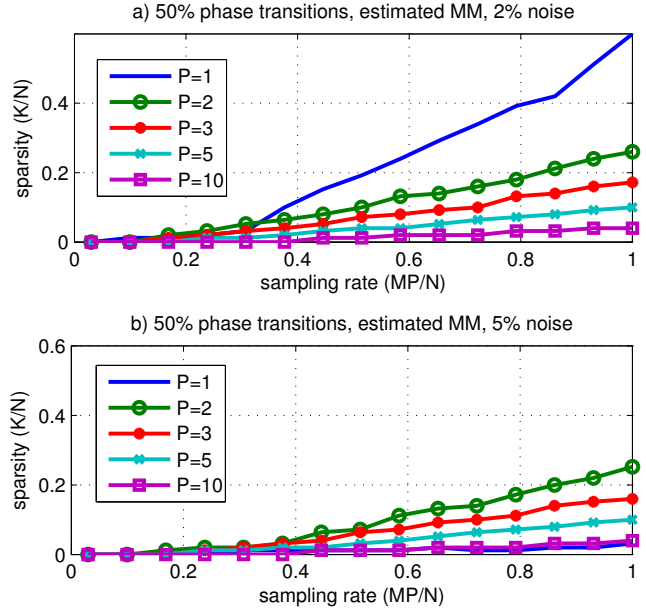 a) 50% phase transitions, estimated MM, 2% noise
sparsity (K/N)
0.4
0.2
0
P=1
P=2
P=3
P=5
P=10
0 0.2 0.4 0.6 0.8 1
sampling rate (MP/N)
b) 50% phase transitions, estimated MM, 5% noise
sparsity (K/N)
0.6
0.4
0.2
0
P=1
P=2
P=3
P=5
P=10
0 0.2 0.4 0.6 0.8 1
sampling rate (MP/N)